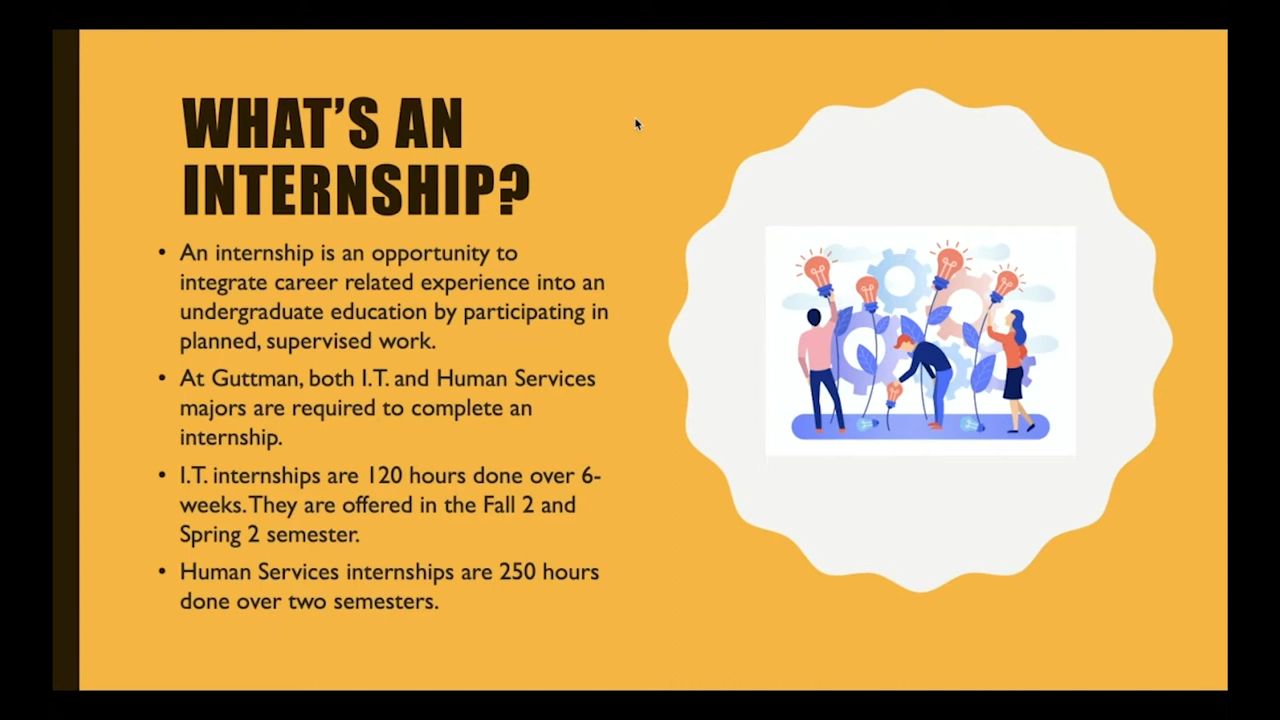 WHAT'S AN
INTERNSHIP?
• An internship is an opportunity to
integrate career related experience into an
undergraduate education by participating in
planned, supervised work.
• At Guttman, both I.T. and Human Services
majors are required to complete an
internship.
• I.T. internships are 120 hours done over 6-
weeks. They are offered in the Fall 2 and
Spring 2 semester.
• Human Services internships are 250 hours
done over two semesters.